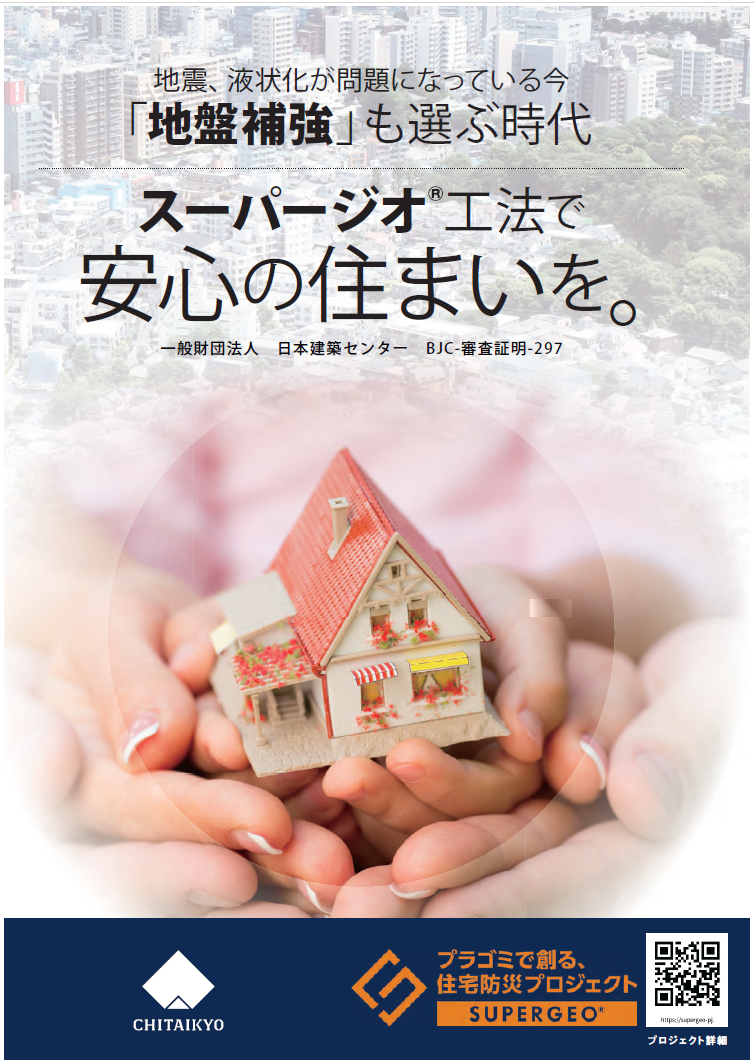 地震、液状化が問題になっている今
「地盤補強」も選ぶ時代
スーパージオ®工法で
安心の住まいを。
一般財団法人　日本建築センター　BJC-審査証明-297
CHITAIKYO
プラゴミで創る、
住宅防災プロジェクト
SUPERGEO®
https://supergeo-pj.
プロジェクト詳細